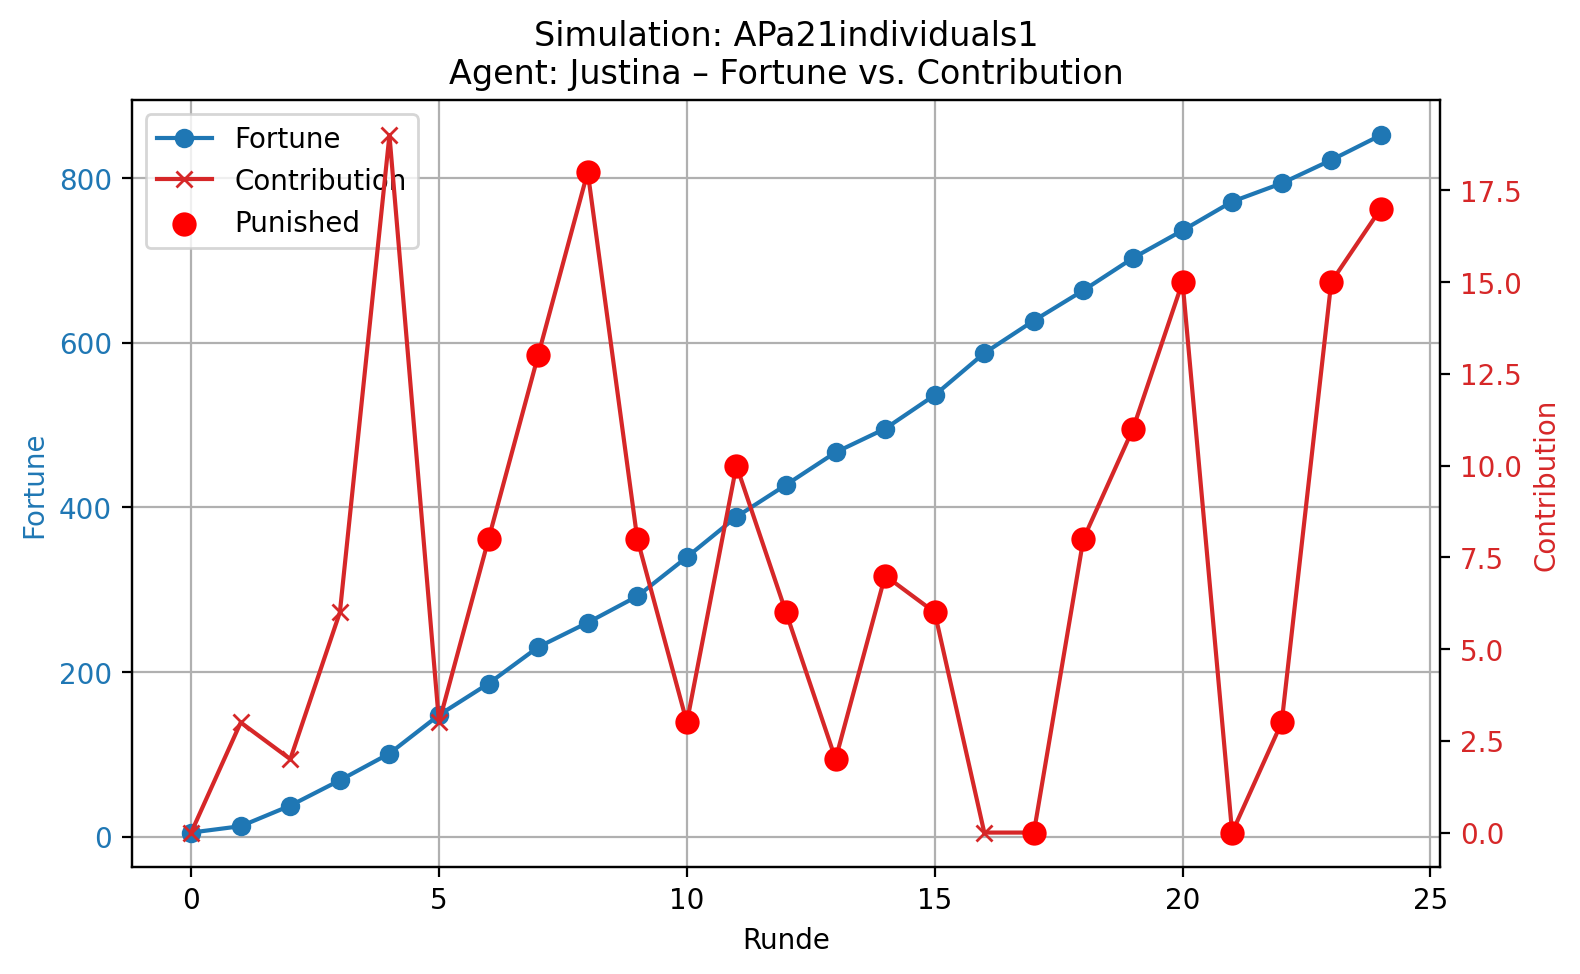 Simulation: APa21individuals1
Agent: Justina – Fortune vs. Contribution
Fortune
Contribution
Punished
800
600
400
200
0
Fortune
17.5
15.0
12.5
10.0
7.5
5.0
2.5
0.0
Contribution
0 5 10 15 20 25
Runde